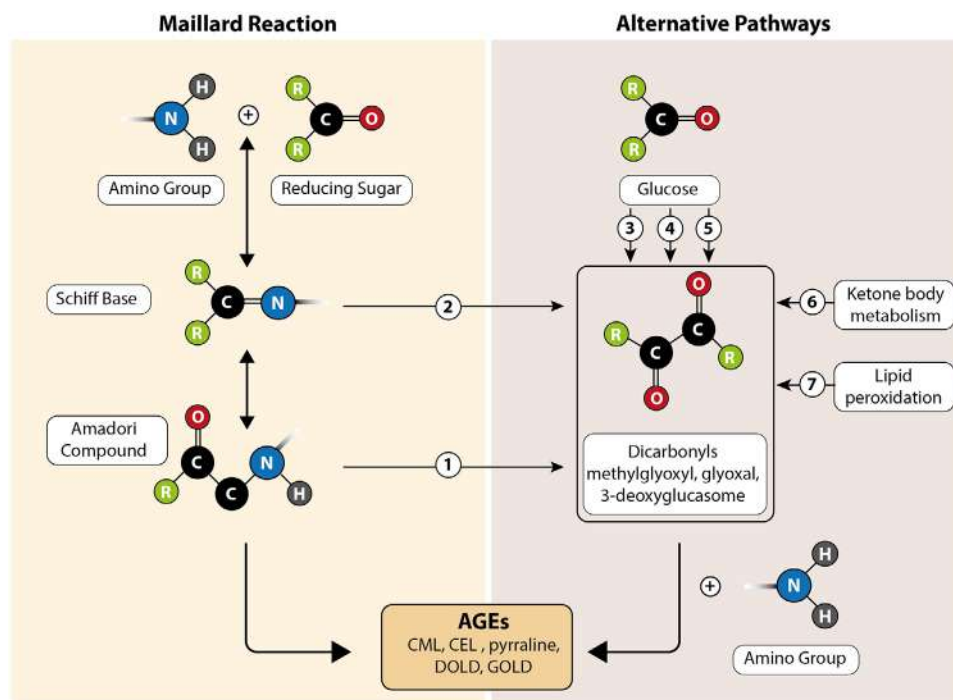 Maillard Reaction
Alternative Pathways
H
N
H
+
R
C
O
R
Amino Group
Reducing Sugar
R
C
O
R
Glucose
3
4
5
Schiff Base
R
C
N
R
2
O
R
C
C
R
O
6
Ketone body
metabolism
7
Lipid
peroxidation
Amadori
Compound
O
C
N
R
C
H
1
Dicarbonyls
methylglyoxyl, glyoxal,
3-deoxyglucasome
AGEs
CML, CEL , pyrraline,
DOLD, GOLD
+
H
N
H
Amino Group